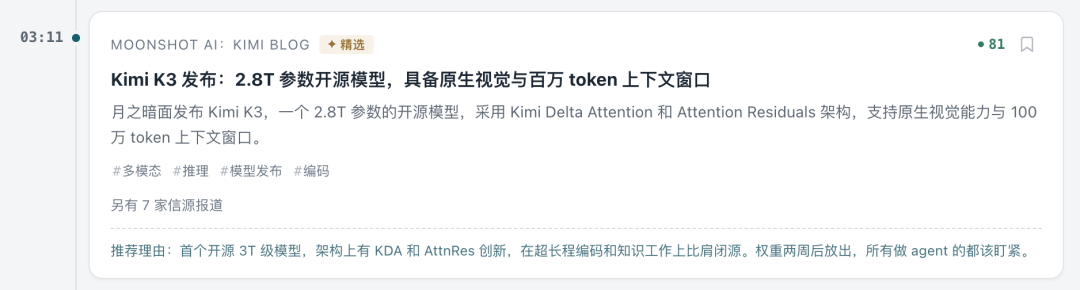 03:11
MOONSHOT AI: KIMI BLOG ✦ 精选
81
Kimi K3 发布：2.8T 参数开源模型，具备原生视觉与百万 token 上下文窗口
月之暗面发布 Kimi K3，一个 2.8T 参数的开源模型，采用 Kimi Delta Attention 和 Attention Residuals 架构，支持原生视觉能力与 100
万 token 上下文窗口。
#多模态 #推理 #模型发布 #编码
另有 7 家信源报道
推荐理由：首个开源 3T 级模型，架构上有 KDA 和 AttnRes 创新，在超长程编码和知识工作上比肩闭源。权重两周后放出，所有做 agent 的都该盯紧。